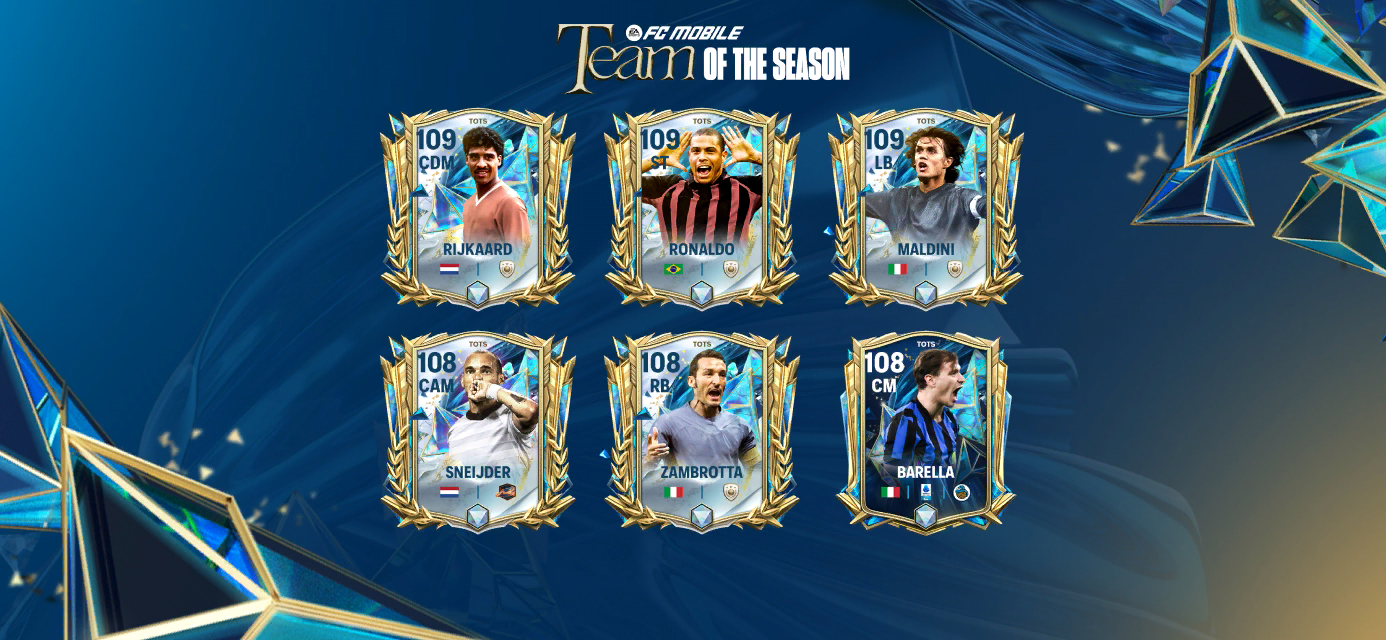 FC MOBILE
Team OF THE SEASON
TOTS
109
CDM
RIJKAARD
TOTS
109
ST
RONALDO
TOTS
109
LB
MALDINI
TOTS
108
CAM
SNEIJDER
TOTS
108
RB
ZAMBROTTA
TOTS
108
CM
BARELLA